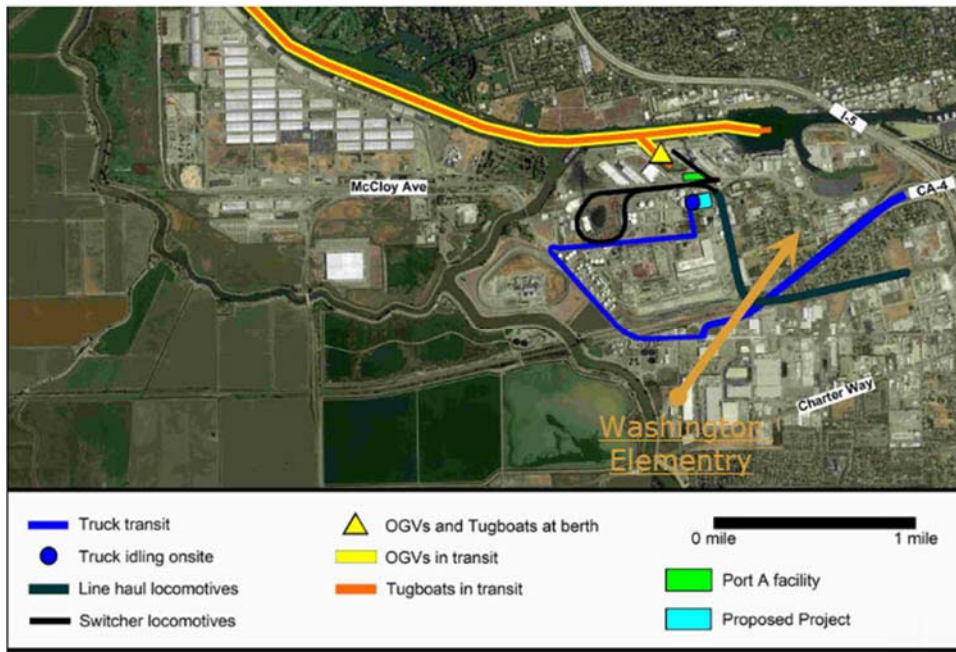 I-5
CA-4
McCloy Ave
Charter Way
Washington
Elementry
Truck transit
Truck idling onsite
Line haul locomotives
Switcher locomotives
OGVs and Tugboats at berth
OGVs in transit
Tugboats in transit
0 mile
1 mile
Port A facility
Proposed Project